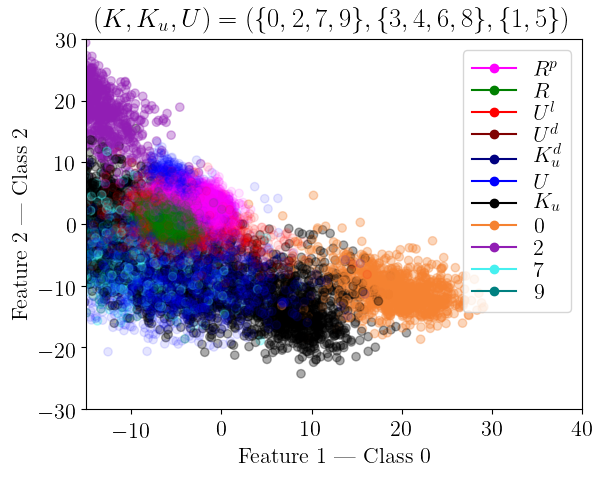 (K, K_u, U) = ({0, 2, 7, 9}, {3, 4, 6, 8}, {1, 5})
30
20
10
0
−10
−20
−30
Feature 2 — Class 2
R^p
R
U^l
U^d
K_u^d
U
K_u
0
2
7
9
−10
0
10
20
30
40
Feature 1 — Class 0